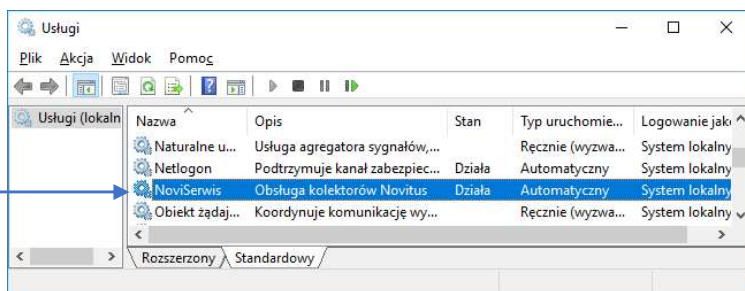 Usługi
Plik Akcja Widok Pomoc
Usługi (lokaln
Nazwa Opis Stan Typ uruchomie... Logowanie jako
Naturalne u... Usługa agregatora sygnałów,... Ręcznie (wyzwa... System lokalny
Netlogon Podtrzymuje kanał zabezpiec... Działa Automatyczny System lokalny
NoviSerwis Obsługa kolektorów Novitus Działa Automatyczny System lokalny
Obiekt żądaj... Koordynuje komunikację wy... Ręcznie (wyzwa... System lokalny
Rozszerzony Standardowy